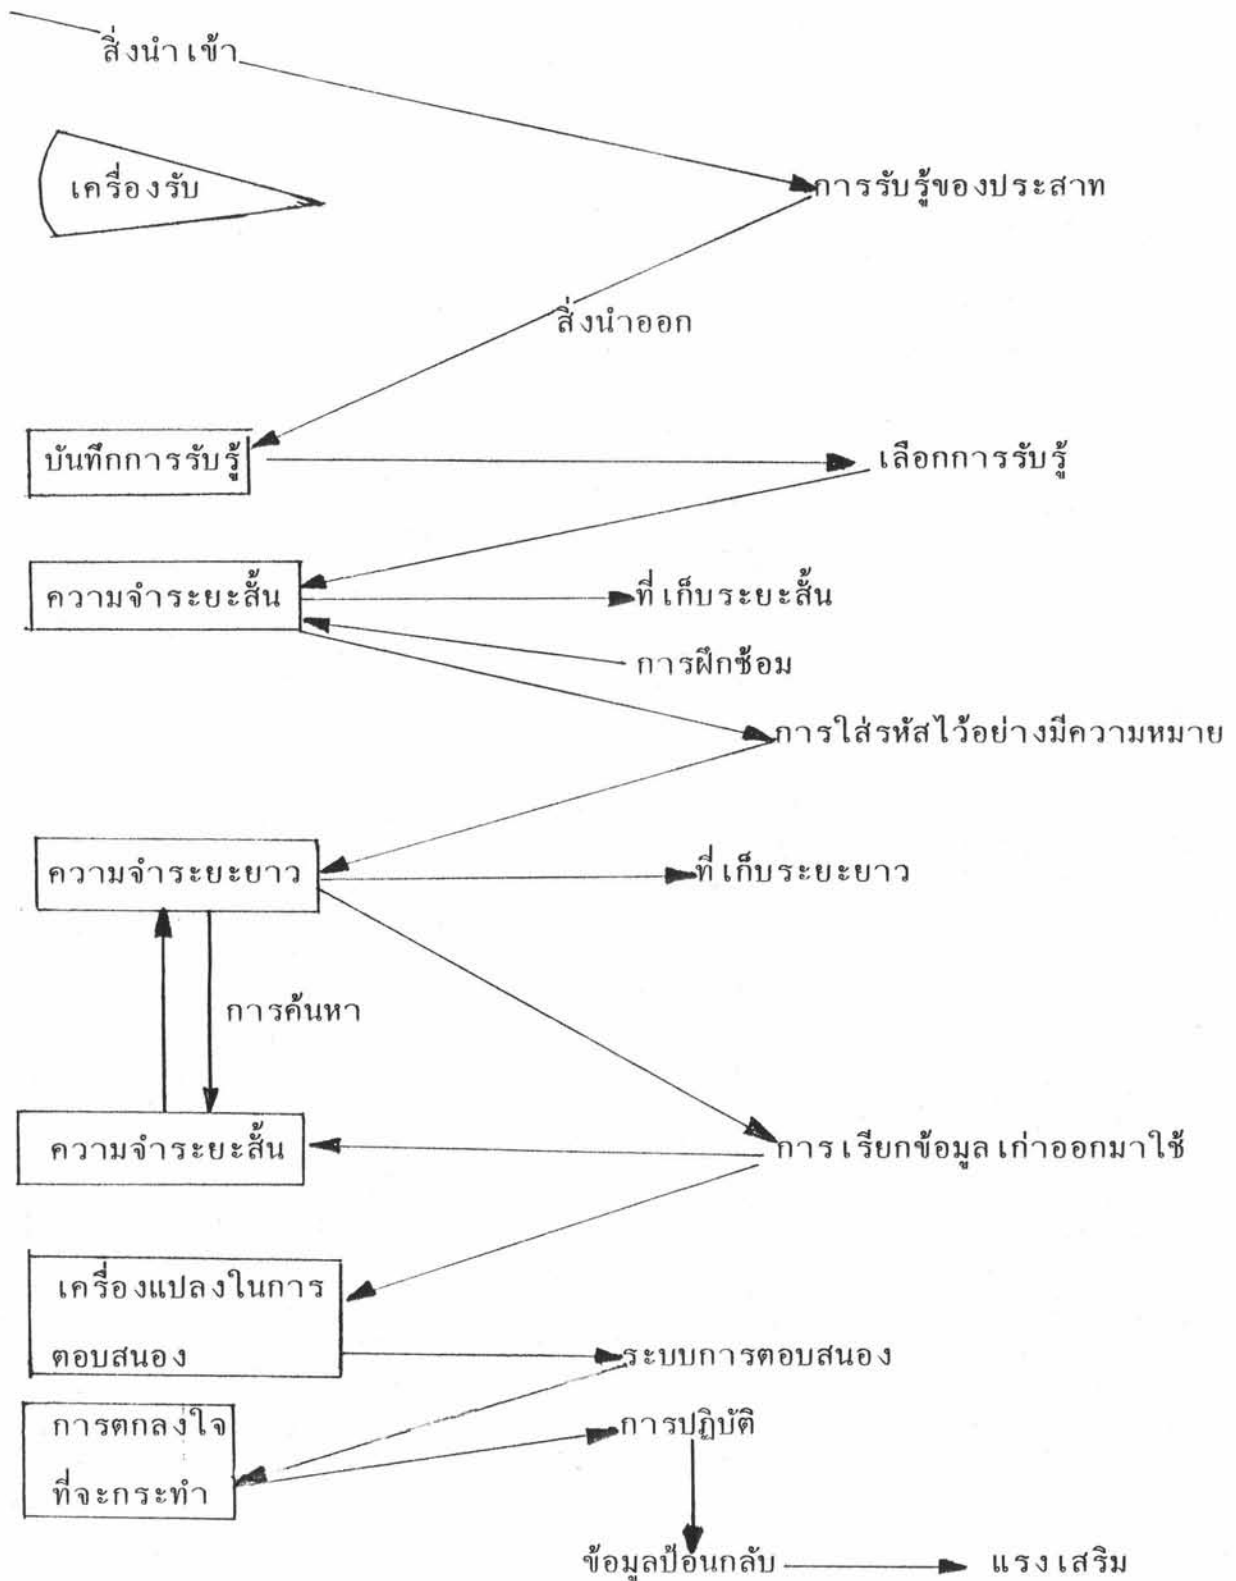 สิ่งนำเข้า
เครื่องรับ
การรับรู้ของประสาท
สิ่งนำออก
บันทึกการรับรู้
เลือกการรับรู้
ความจำระยะสั้น
ที่เก็บระยะสั้น
การฝึกซ้อม
การใส่รหัสไว้อย่างมีความหมาย
ความจำระยะยาว
ที่เก็บระยะยาว
การค้นหา
ความจำระยะสั้น
การเรียกข้อมูลเก่าออกมาใช้
เครื่องแปลงในการ
ตอบสนอง
ระบบการตอบสนอง
การตกลงใจ
ที่จะกระทำ
การปฏิบัติ
ข้อมูลป้อนกลับ
แรงเสริม